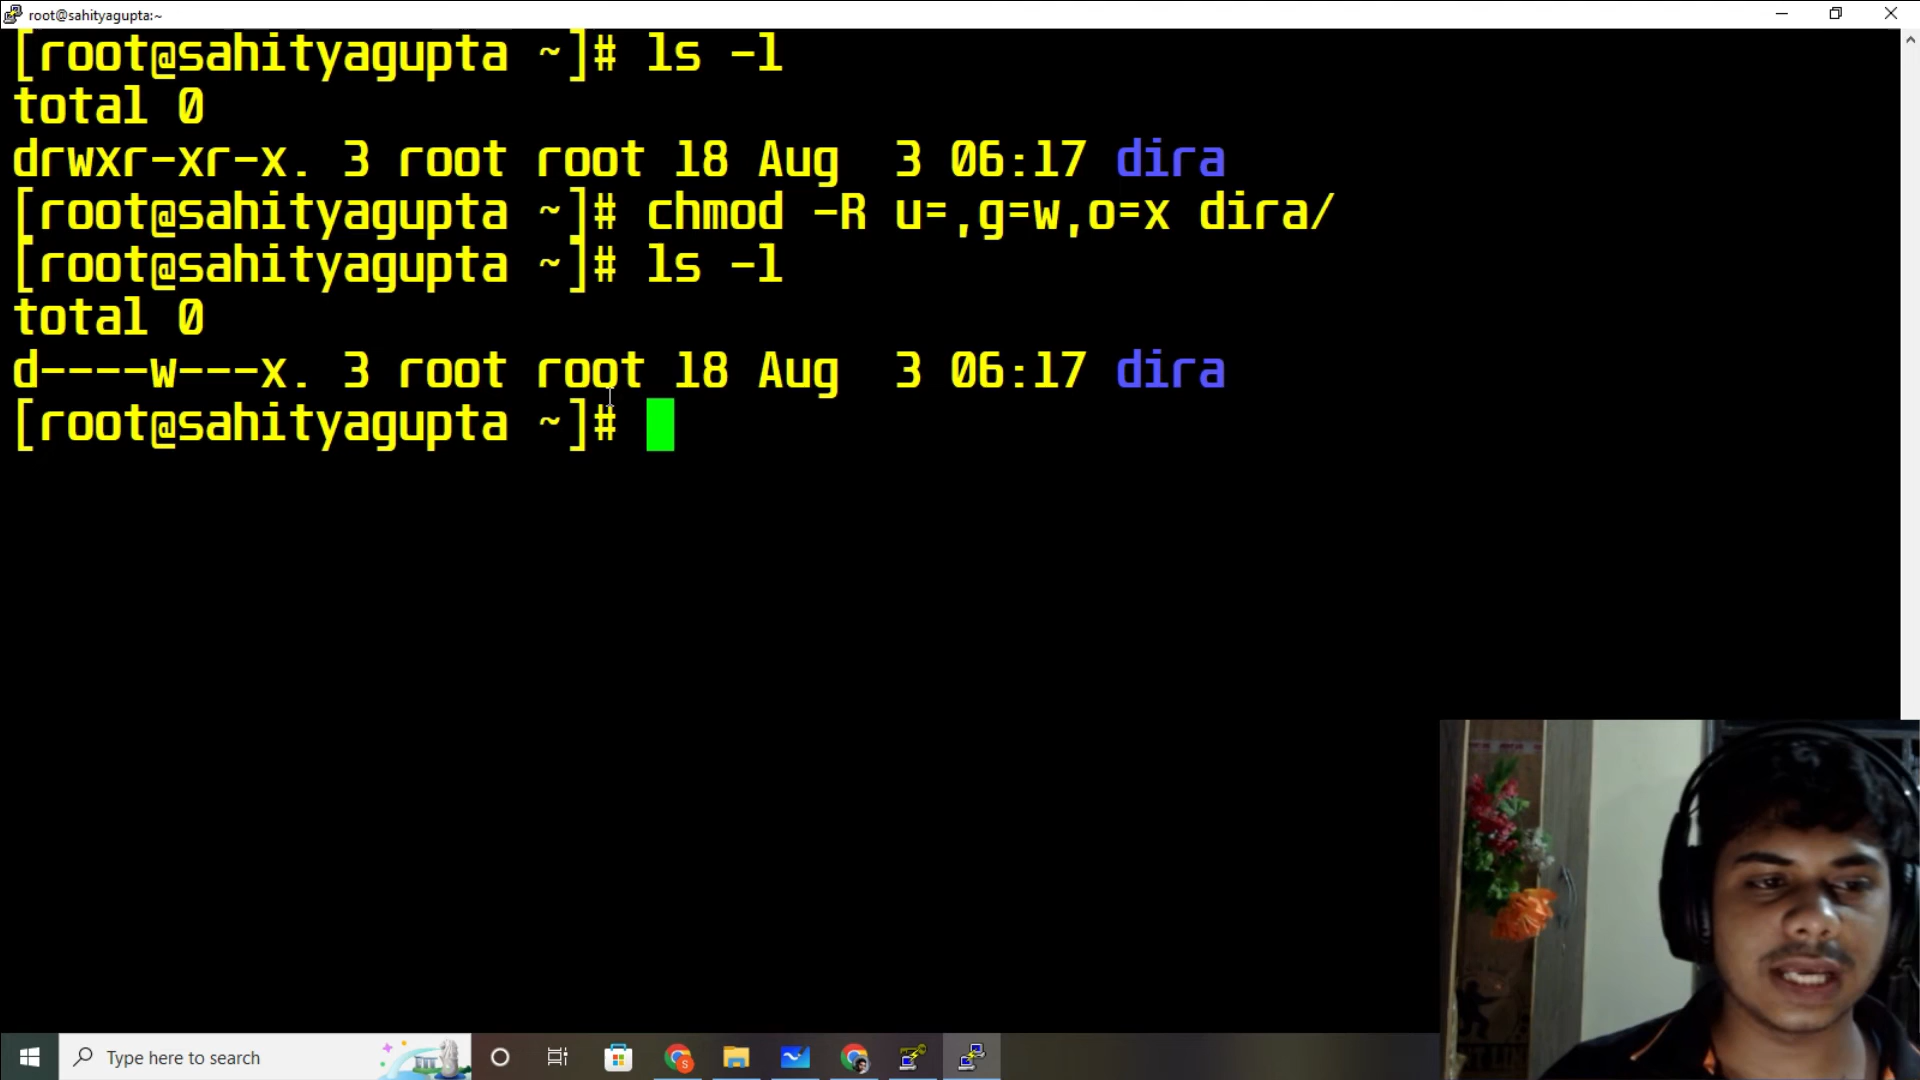 root@sahityagupta:~
[root@sahityagupta ~]# ls -l
total 0
drwxr-xr-x. 3 root root 18 Aug  3 06:17 dira
[root@sahityagupta ~]# chmod -R u=,g=w,o=x dira/
[root@sahityagupta ~]# ls -l
total 0
d----w---x. 3 root root 18 Aug  3 06:17 dira
[root@sahityagupta ~]#
Type here to search